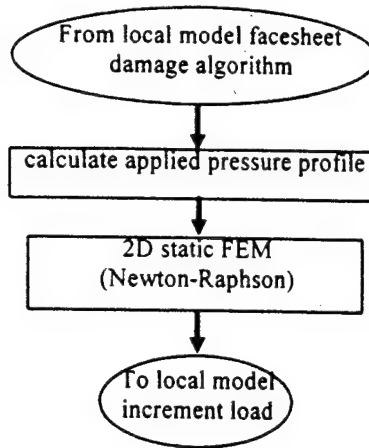 From local model facesheet
damage algorithm
calculate applied pressure profile
2D static FEM
(Newton-Raphson)
To local model
increment load